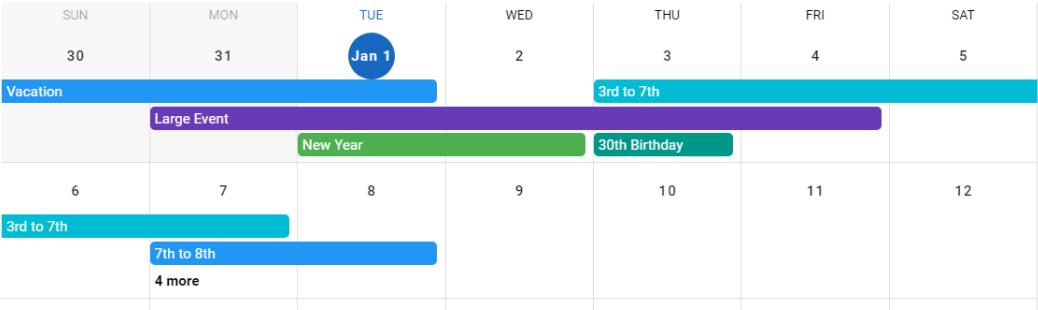 SUN MON TUE WED THU FRI SAT
30 31 Jan 1 2 3 4 5
Vacation 3rd to 7th
Large Event
New Year 30th Birthday
6 7 8 9 10 11 12
3rd to 7th
7th to 8th
4 more